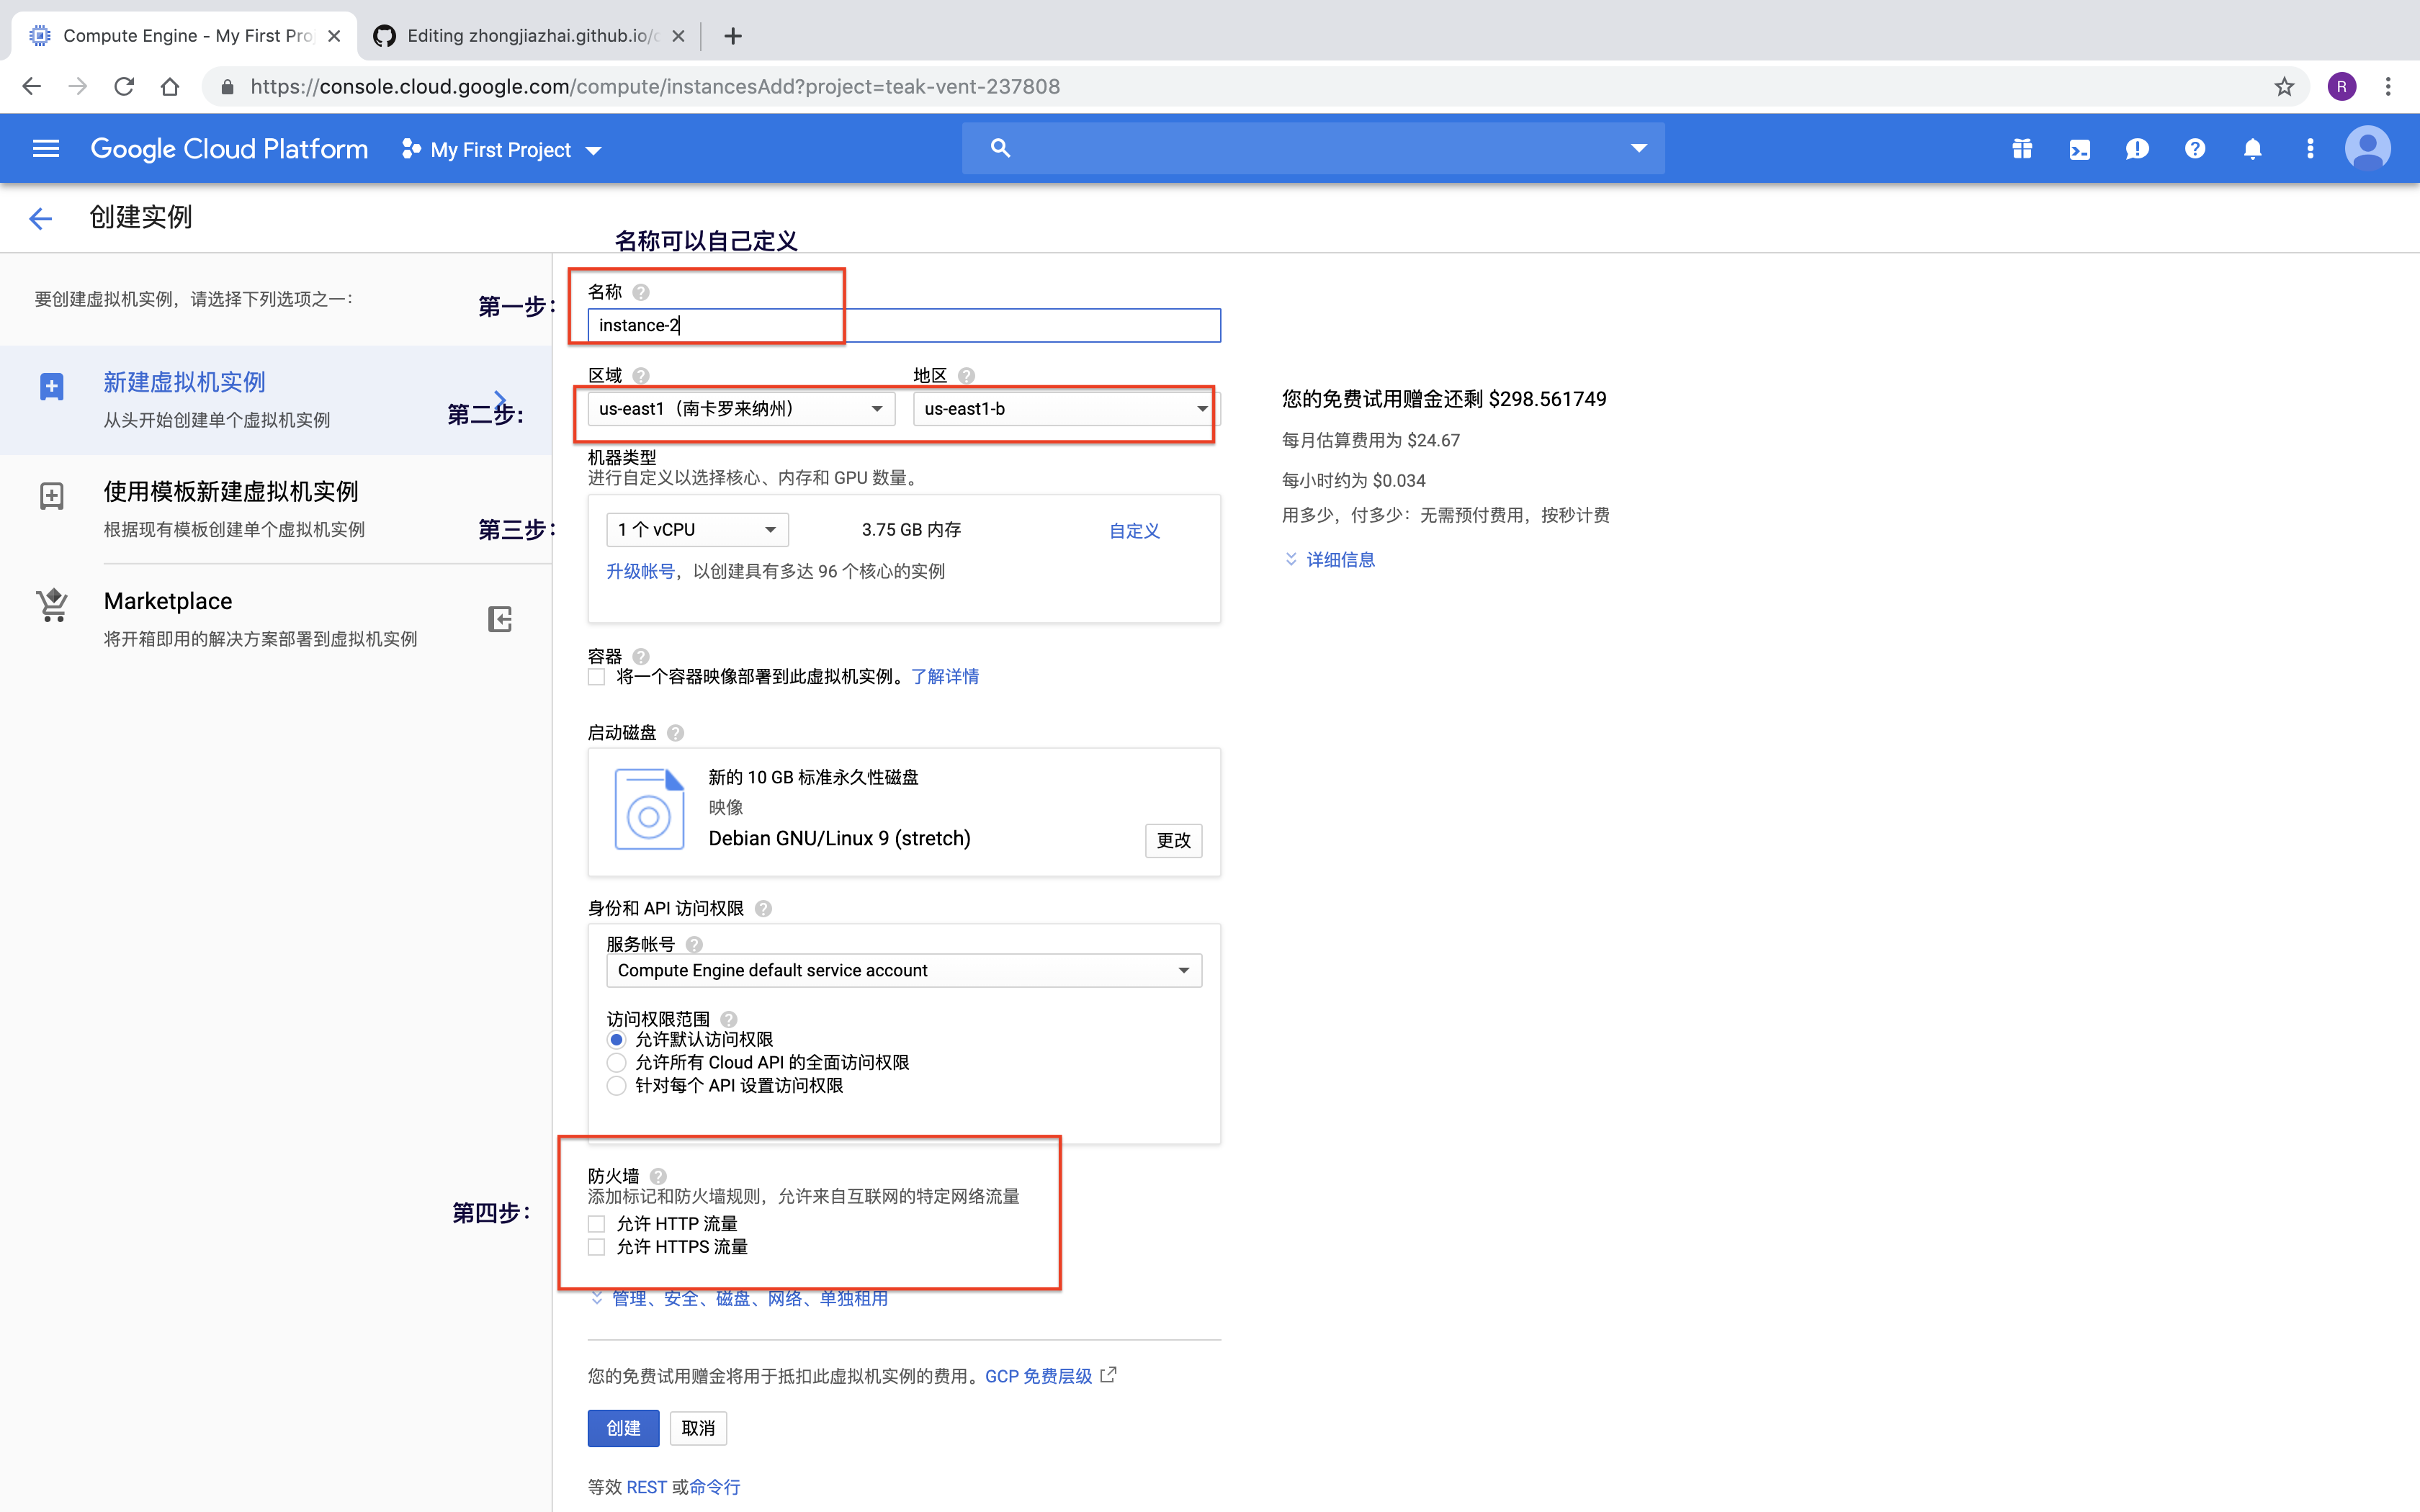 Compute Engine - My First Pro
Editing zhongjiazhai.github.io/c
https://console.cloud.google.com/compute/instancesAdd?project=teak-vent-237808
R
Google Cloud Platform
My First Project
创建实例
名称可以自己定义
要创建虚拟机实例，请选择下列选项之一：
新建虚拟机实例
从头开始创建单个虚拟机实例
使用模板新建虚拟机实例
根据现有模板创建单个虚拟机实例
Marketplace
将开箱即用的解决方案部署到虚拟机实例
第一步：
名称
instance-2
第二步:
区域
地区
us-east1（南卡罗来纳州）
us-east1-b
第三步：
机器类型
进行自定义以选择核心、内存和 GPU 数量。
1 个 vCPU
3.75 GB 内存
自定义
升级帐号，以创建具有多达 96 个核心的实例
容器
将一个容器映像部署到此虚拟机实例。了解详情
启动磁盘
新的 10 GB 标准永久性磁盘
映像
Debian GNU/Linux 9 (stretch)
更改
身份和 API 访问权限
服务帐号
Compute Engine default service account
访问权限范围
允许默认访问权限
允许所有 Cloud API 的全面访问权限
针对每个 API 设置访问权限
第四步：
防火墙
添加标记和防火墙规则，允许来自互联网的特定网络流量
允许 HTTP 流量
允许 HTTPS 流量
管理、安全、磁盘、网络、单独租用
您的免费试用赠金将用于抵扣此虚拟机实例的费用。GCP 免费层级
创建
取消
等效 REST 或命令行
您的免费试用赠金还剩 $298.561749
每月估算费用为 $24.67
每小时约为 $0.034
用多少，付多少：无需预付费用，按秒计费
详细信息